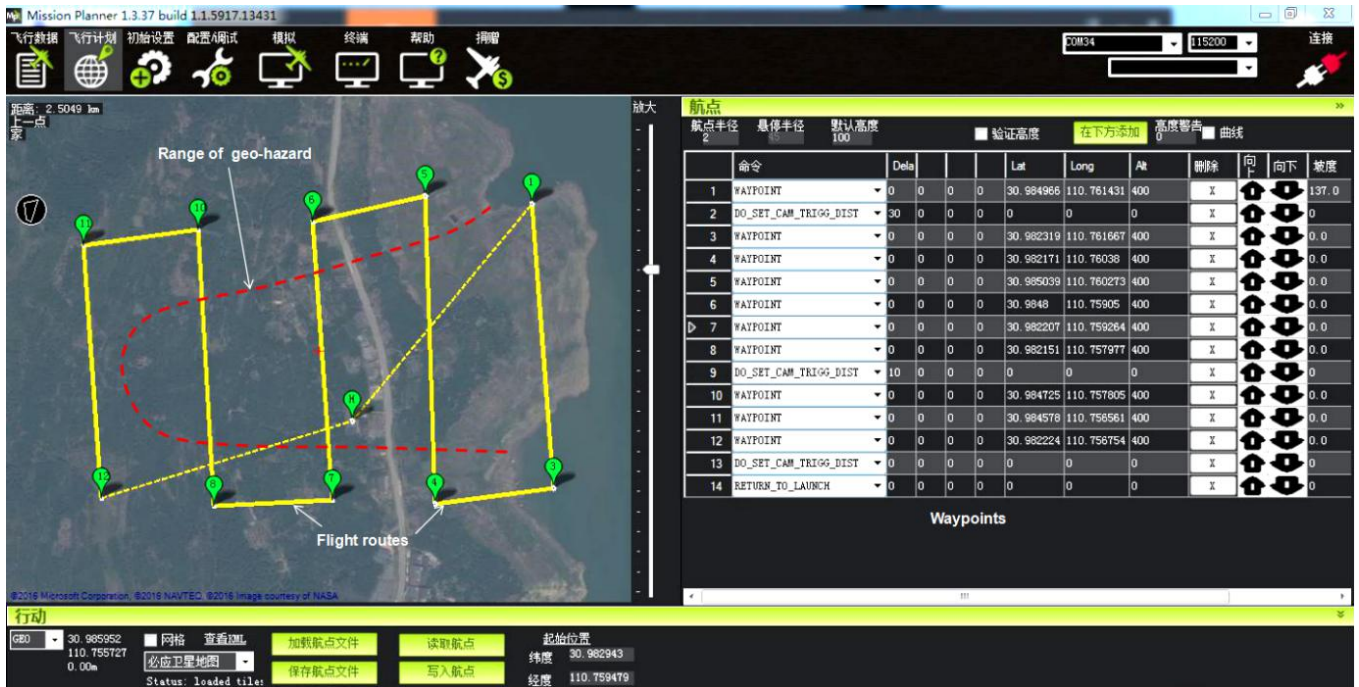 Mission Planner 1.3.37 build 1.1.5917.13431
飞行数据 飞行计划 初始设置 配置/调试 模拟 终端 帮助 捐赠
COM34 115200 连接
距离: 2.5049 km
上一点
家
Range of geo-hazard
1
5
6
10
11
H
3
4
7
8
12
Flight routes
©2016 Microsoft Corporation, ©2016 NAVTEQ, ©2016 Image courtesy of NASA
放大
航点
航点半径 悬停半径 默认高度 验证高度 在下方添加 高度警告 曲线
2 45 100 0
命令 Dela Lat Long Alt 删除 向上 向下 坡度
1 WAYPOINT 0 0 0 0 30.984966 110.761431 400 X 137.0
2 DO_SET_CAM_TRIGG_DIST 30 0 0 0 0 0 0 X 0
3 WAYPOINT 0 0 0 0 30.982319 110.761667 400 X 0.0
4 WAYPOINT 0 0 0 0 30.982171 110.76038 400 X 0.0
5 WAYPOINT 0 0 0 0 30.985039 110.760273 400 X 0.0
6 WAYPOINT 0 0 0 0 30.9848 110.75905 400 X 0.0
7 WAYPOINT 0 0 0 0 30.982207 110.759264 400 X 0.0
8 WAYPOINT 0 0 0 0 30.982151 110.757977 400 X 0.0
9 DO_SET_CAM_TRIGG_DIST 10 0 0 0 0 0 0 X 0
10 WAYPOINT 0 0 0 0 30.984725 110.757805 400 X 0.0
11 WAYPOINT 0 0 0 0 30.984578 110.756561 400 X 0.0
12 WAYPOINT 0 0 0 0 30.982224 110.756754 400 X 0.0
13 DO_SET_CAM_TRIGG_DIST 0 0 0 0 0 0 0 X 0
14 RETURN_TO_LAUNCH 0 0 0 0 0 0 0 X 0
Waypoints
行动
GEO 30.985952 网格 查看KML 加载航点文件 读取航点 起始位置
110.755727 必应卫星地图 纬度 30.982943
0.00m Status: loaded tile: 保存航点文件 写入航点 经度 110.759479